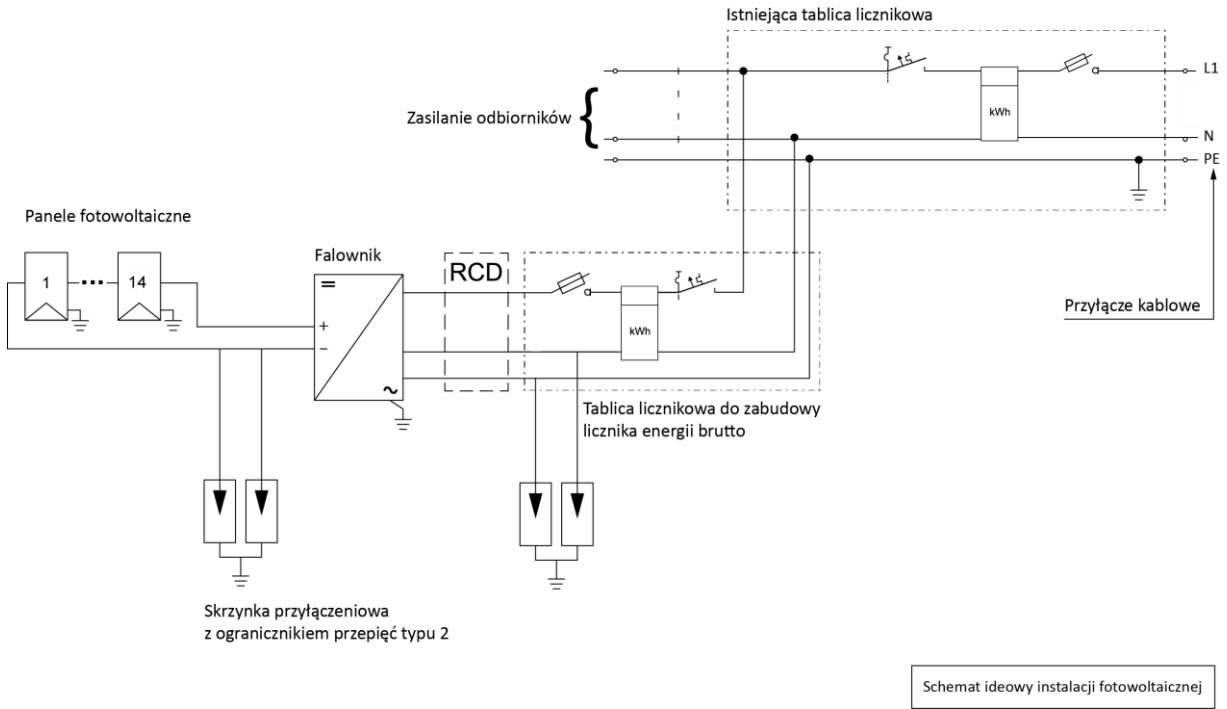 Istniejąca tablica licznikowa
L1
kWh
Zasilanie odbiorników
N
PE
Panele fotowoltaiczne
1
14
Falownik
RCD
kWh
Przyłącze kablowe
Tablica licznikowa do zabudowy
licznika energii brutto
Skrzynka przyłączeniowa
z ogranicznikiem przepięć typu 2
Schemat ideowy instalacji fotowoltaicznej